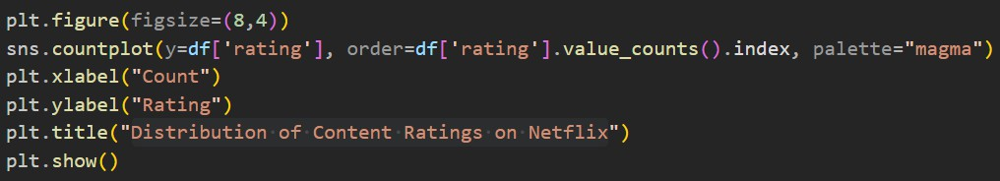 plt.figure(figsize=(8,4))
sns.countplot(y=df['rating'], order=df['rating'].value_counts().index, palette="magma")
plt.xlabel("Count")
plt.ylabel("Rating")
plt.title("Distribution of Content Ratings on Netflix")
plt.show()